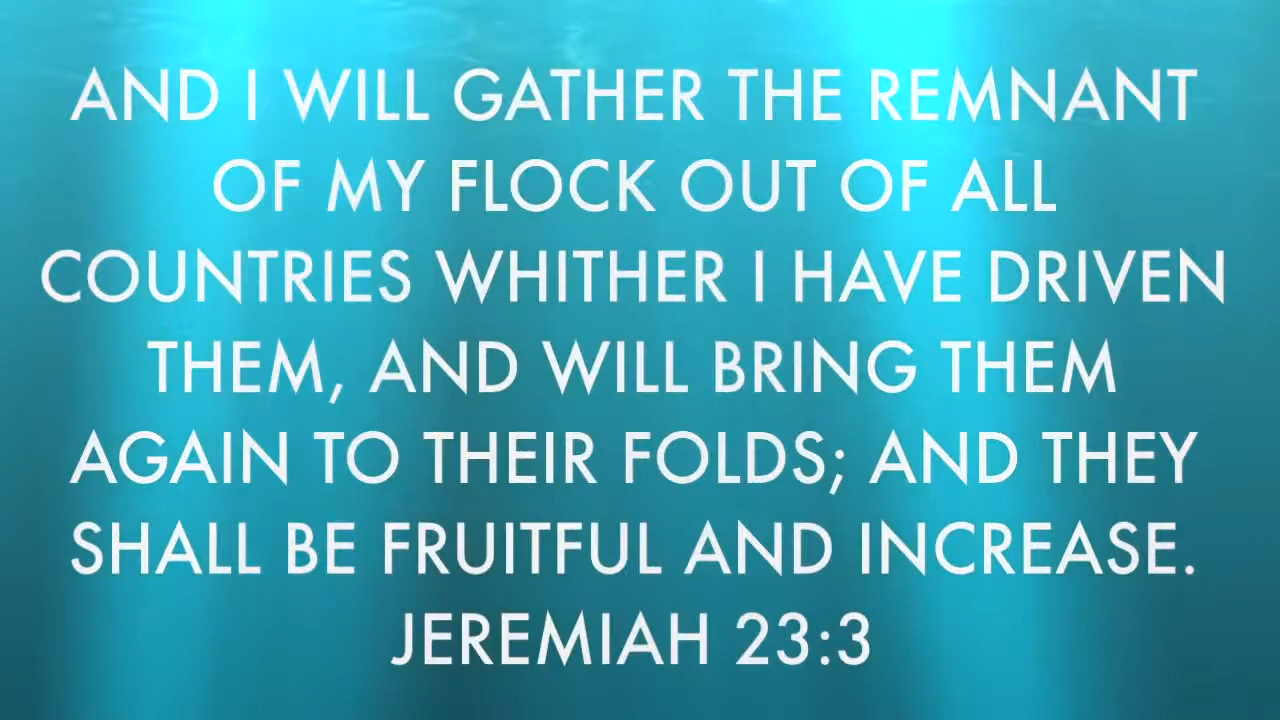 AND I WILL GATHER THE REMNANT
OF MY FLOCK OUT OF ALL
COUNTRIES WHITHER I HAVE DRIVEN
THEM, AND WILL BRING THEM
AGAIN TO THEIR FOLDS; AND THEY
SHALL BE FRUITFUL AND INCREASE.
JEREMIAH 23:3